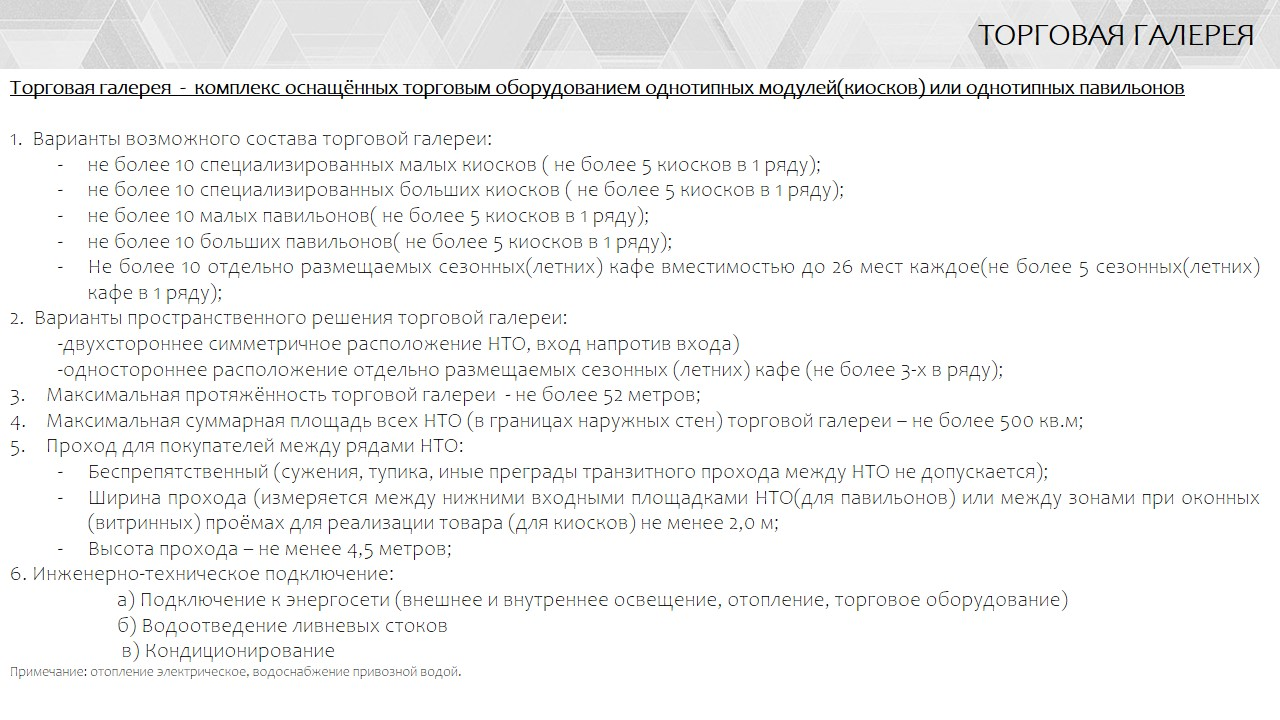 ТОРГОВАЯ ГАЛЕРЕЯ
Торговая галерея - комплекс оснащённых торговым оборудованием однотипных модулей(киосков) или однотипных павильонов
1. Варианты возможного состава торговой галереи:
- не более 10 специализированных малых киосков ( не более 5 киосков в 1 ряду);
- не более 10 специализированных больших киосков ( не более 5 киосков в 1 ряду);
- не более 10 малых павильонов( не более 5 киосков в 1 ряду);
- не более 10 больших павильонов( не более 5 киосков в 1 ряду);
- Не более 10 отдельно размещаемых сезонных(летних) кафе вместимостью до 26 мест каждое(не более 5 сезонных(летних)
кафе в 1 ряду);
2. Варианты пространственного решения торговой галереи:
-двухстороннее симметричное расположение НТО, вход напротив входа)
-одностороннее расположение отдельно размещаемых сезонных (летних) кафе (не более 3-х в ряду);
3. Максимальная протяжённость торговой галереи - не более 52 метров;
4. Максимальная суммарная площадь всех НТО (в границах наружных стен) торговой галереи – не более 500 кв.м;
5. Проход для покупателей между рядами НТО:
- Беспрепятственный (сужения, тупика, иные преграды транзитного прохода между НТО не допускается);
- Ширина прохода (измеряется между нижними входными площадками НТО(для павильонов) или между зонами при оконных
(витринных) проёмах для реализации товара (для киосков) не менее 2,0 м;
- Высота прохода – не менее 4,5 метров;
6. Инженерно-техническое подключение:
а) Подключение к энергосети (внешнее и внутреннее освещение, отопление, торговое оборудование)
б) Водоотведение ливневых стоков
в) Кондиционирование
Примечание: отопление электрическое, водоснабжение привозной водой.